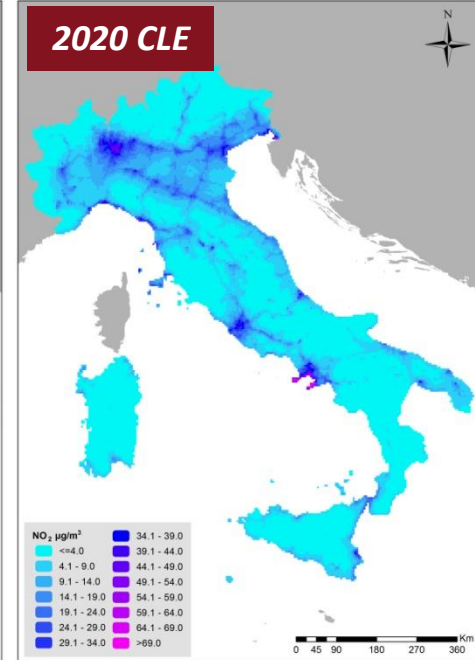 2020 CLE
N
NO₂ µg/m³
<=4.0
4.1 - 9.0
9.1 - 14.0
14.1 - 19.0
19.1 - 24.0
24.1 - 29.0
29.1 - 34.0
34.1 - 39.0
39.1 - 44.0
44.1 - 49.0
49.1 - 54.0
54.1 - 59.0
59.1 - 64.0
64.1 - 69.0
>69.0
Km
0 45 90 180 270 360